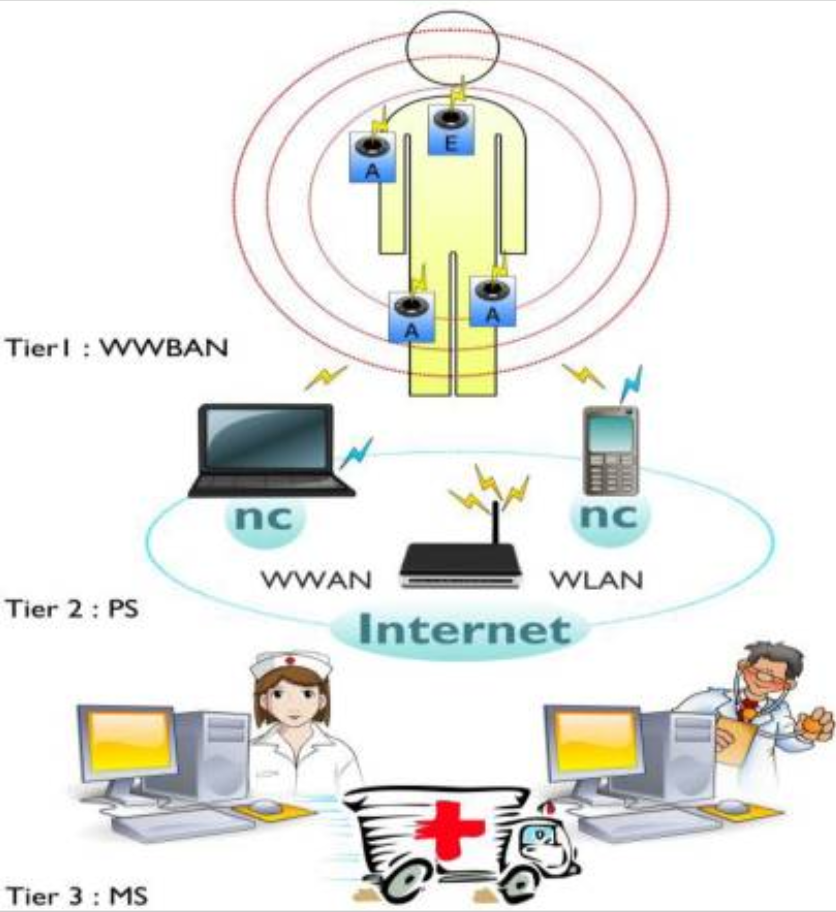 E
A
A
A
Tier1 : WWBAN
nc
nc
WWAN
WLAN
Tier 2 : PS
Internet
Tier 3 : MS